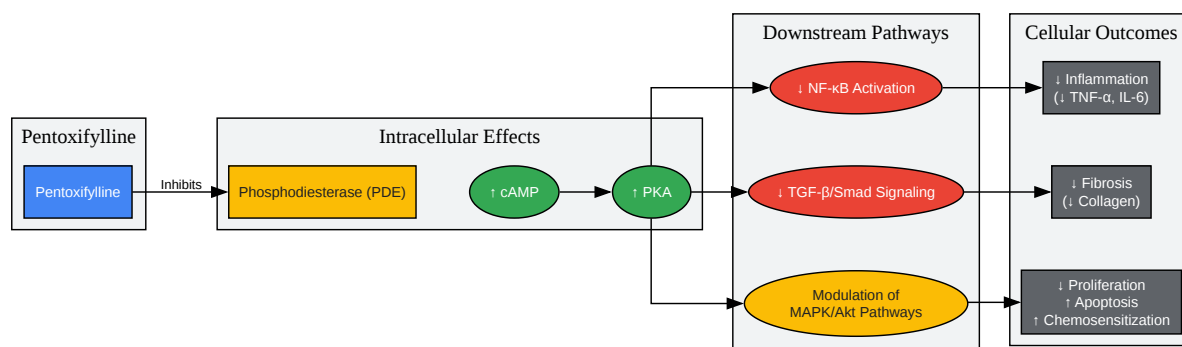 Pentoxifylline
Pentoxifylline
Inhibits
Intracellular Effects
Phosphodiesterase (PDE)
↑ cAMP
↑ PKA
Downstream Pathways
↓ NF-κB Activation
↓ TGF-β/Smad Signaling
Modulation of
MAPK/Akt Pathways
Cellular Outcomes
↓ Inflammation
(↓ TNF-α, IL-6)
↓ Fibrosis
(↓ Collagen)
↓ Proliferation
↑ Apoptosis
↑ Chemosensitization